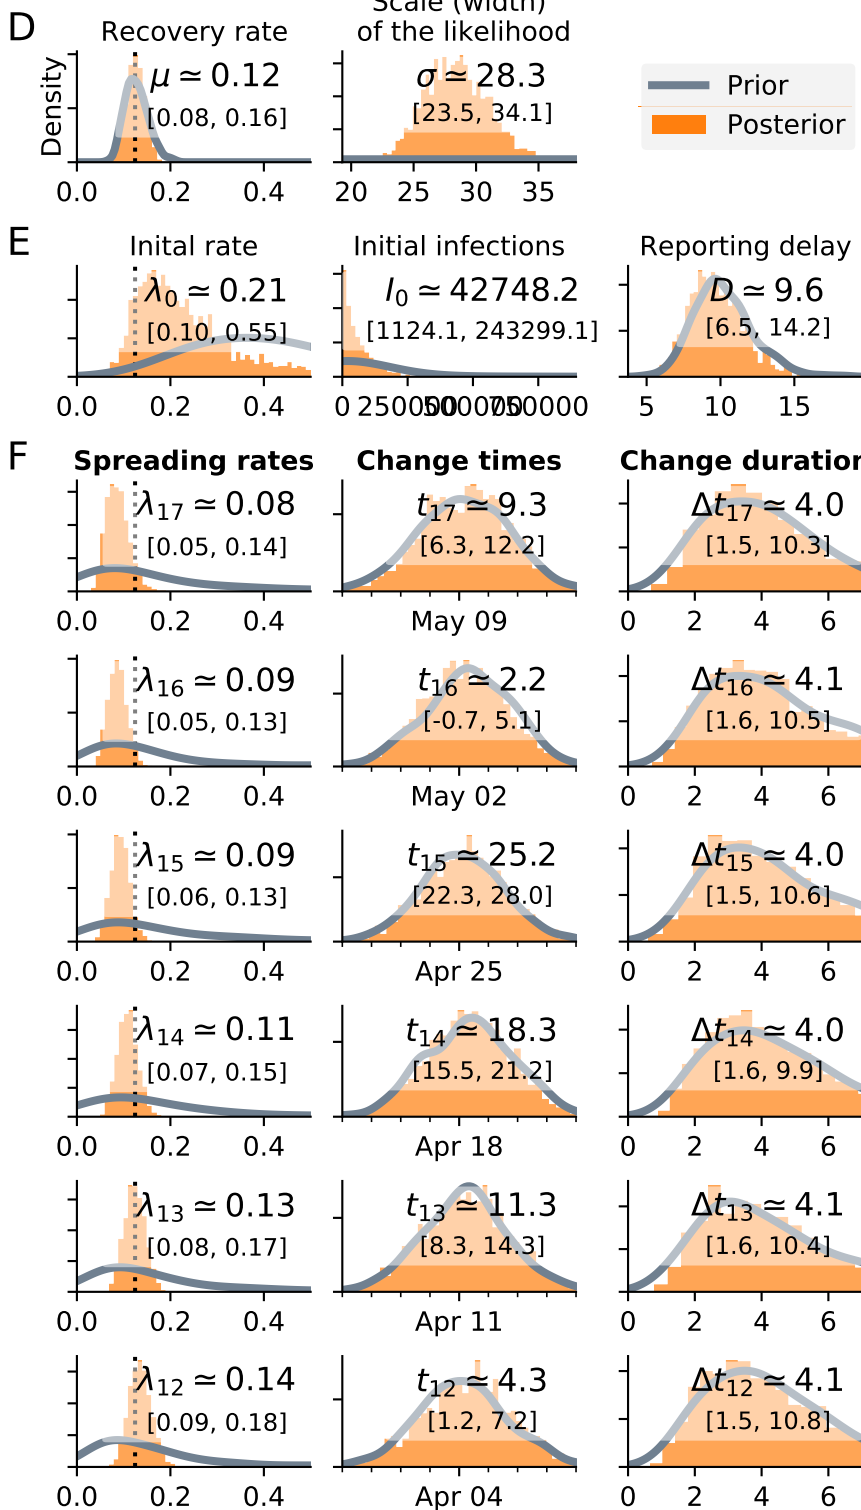 D
Scale (width)
Recovery rate
of the likelihood
Density
μ ≃ 0.12
[0.08, 0.16]
σ ≃ 28.3
[23.5, 34.1]
Prior
Posterior
0.0 0.2 0.4
20 25 30 35
E
Inital rate
Initial infections
Reporting delay
λ0 ≃ 0.21
[0.10, 0.55]
I0 ≃ 42748.2
[1124.1, 243299.1]
D ≃ 9.6
[6.5, 14.2]
0.0 0.2 0.4
0 250000 500000 750000
5 10 15
F
Spreading rates
Change times
Change duration
λ17 ≃ 0.08
[0.05, 0.14]
t17 ≃ 9.3
[6.3, 12.2]
Δt17 ≃ 4.0
[1.5, 10.3]
0.0 0.2 0.4
May 09
0 2 4 6
λ16 ≃ 0.09
[0.05, 0.13]
t16 ≃ 2.2
[-0.7, 5.1]
Δt16 ≃ 4.1
[1.6, 10.5]
0.0 0.2 0.4
May 02
0 2 4 6
λ15 ≃ 0.09
[0.06, 0.13]
t15 ≃ 25.2
[22.3, 28.0]
Δt15 ≃ 4.0
[1.5, 10.6]
0.0 0.2 0.4
Apr 25
0 2 4 6
λ14 ≃ 0.11
[0.07, 0.15]
t14 ≃ 18.3
[15.5, 21.2]
Δt14 ≃ 4.0
[1.6, 9.9]
0.0 0.2 0.4
Apr 18
0 2 4 6
λ13 ≃ 0.13
[0.08, 0.17]
t13 ≃ 11.3
[8.3, 14.3]
Δt13 ≃ 4.1
[1.6, 10.4]
0.0 0.2 0.4
Apr 11
0 2 4 6
λ12 ≃ 0.14
[0.09, 0.18]
t12 ≃ 4.3
[1.2, 7.2]
Δt12 ≃ 4.1
[1.5, 10.8]
0.0 0.2 0.4
Apr 04
0 2 4 6